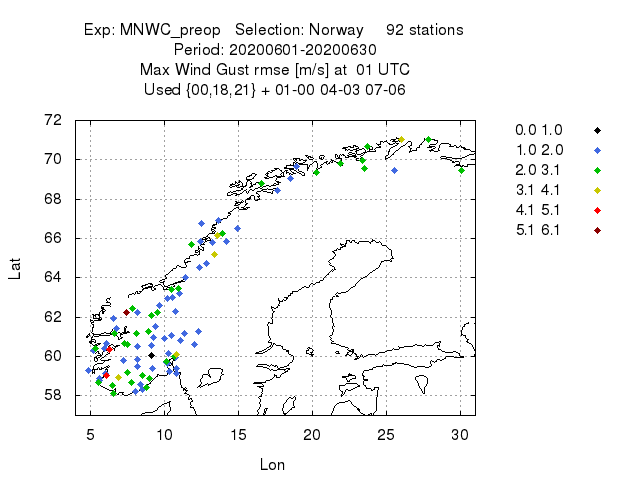 Exp: MNWC_preop Selection: Norway 92 stations
Period: 20200601-20200630
Max Wind Gust rmse [m/s] at 01 UTC
Used {00,18,21} + 01-00 04-03 07-06
72
70
68
66
64
62
60
58
5 10 15 20 25 30
Lat
Lon
0.0 1.0
1.0 2.0
2.0 3.1
3.1 4.1
4.1 5.1
5.1 6.1